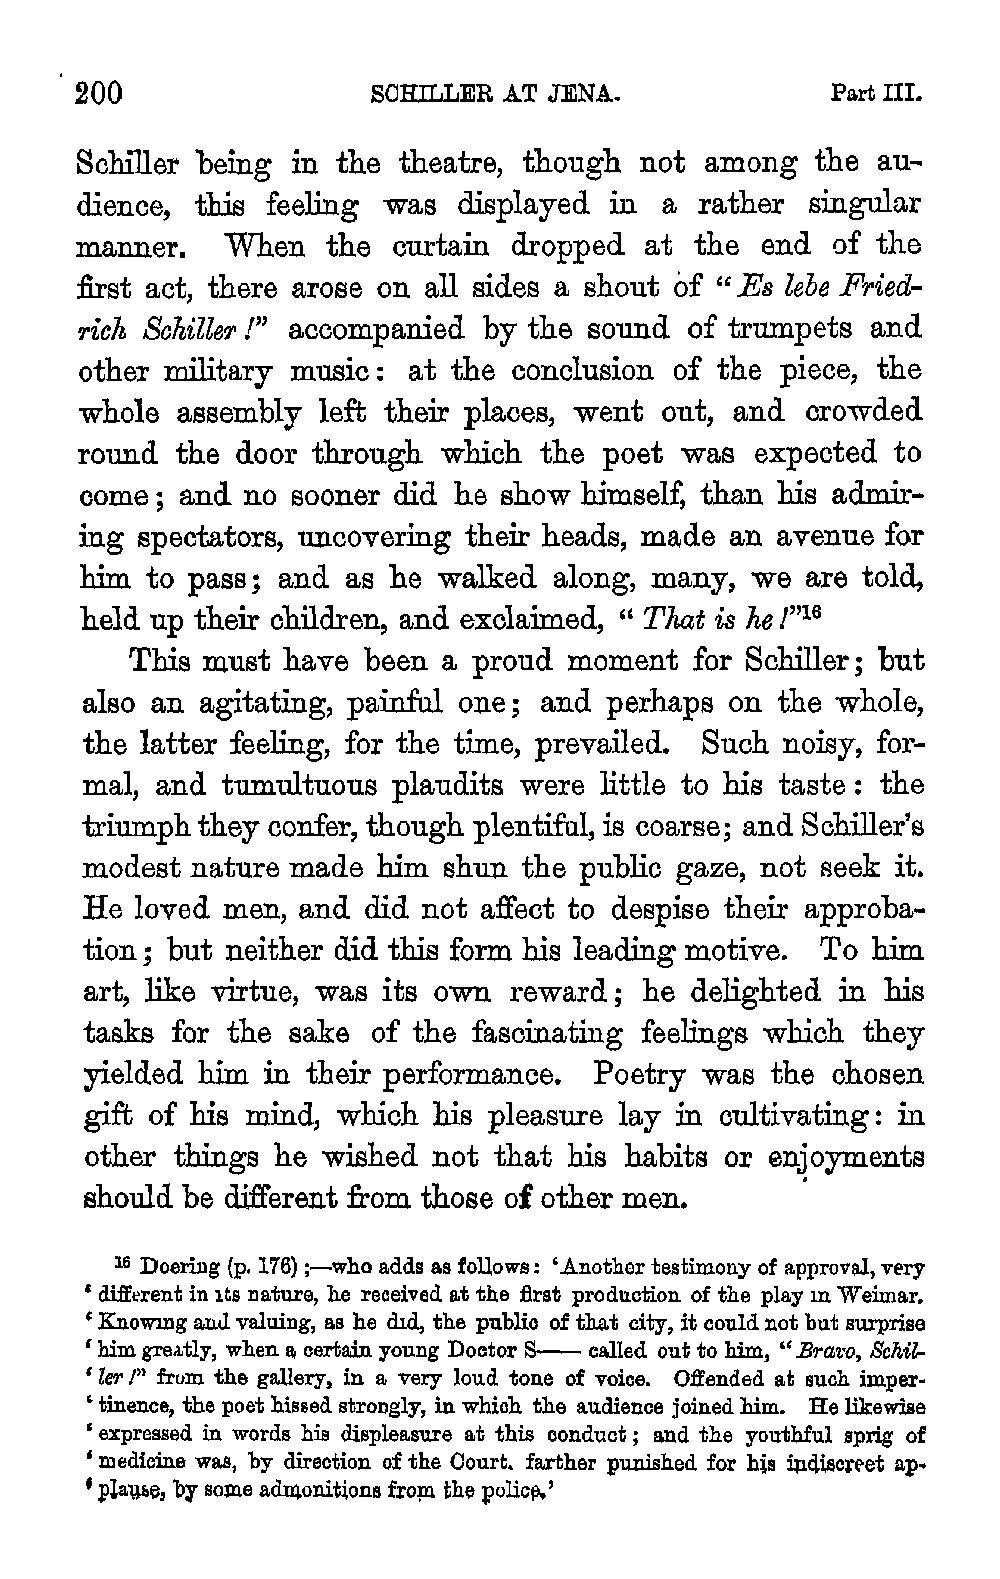 200 SCHILLER AT JENA. Part III.
Schiller being in the theatre, though not among the au-
dience, this feeling was displayed in a rather singular
manner. When the curtain dropped at the end of the
first act, there arose on all sides a shout of “Es lebe Fried-
rich Schiller!” accompanied by the sound of trumpets and
other military music: at the conclusion of the piece, the
whole assembly left their places, went out, and crowded
round the door through which the poet was expected to
come; and no sooner did he show himself, than his admir-
ing spectators, uncovering their heads, made an avenue for
him to pass; and as he walked along, many, we are told,
held up their children, and exclaimed, “That is he!”16
This must have been a proud moment for Schiller; but
also an agitating, painful one; and perhaps on the whole,
the latter feeling, for the time, prevailed. Such noisy, for-
mal, and tumultuous plaudits were little to his taste: the
triumph they confer, though plentiful, is coarse; and Schiller’s
modest nature made him shun the public gaze, not seek it.
He loved men, and did not affect to despise their approba-
tion; but neither did this form his leading motive. To him
art, like virtue, was its own reward; he delighted in his
tasks for the sake of the fascinating feelings which they
yielded him in their performance. Poetry was the chosen
gift of his mind, which his pleasure lay in cultivating: in
other things he wished not that his habits or enjoyments
should be different from those of other men.
16 Doering (p. 176);—who adds as follows: ‘Another testimony of approval, very
‘different in its nature, he received at the first production of the play in Weimar.
‘Knowing and valuing, as he did, the public of that city, it could not but surprise
‘him greatly, when a certain young Doctor S—— called out to him, “Bravo, Schil-
‘ler!” from the gallery, in a very loud tone of voice. Offended at such imper-
‘tinence, the poet hissed strongly, in which the audience joined him. He likewise
‘expressed in words his displeasure at this conduct; and the youthful sprig of
‘medicine was, by direction of the Court, farther punished for his indiscreet ap-
‘plause, by some admonitions from the police.’